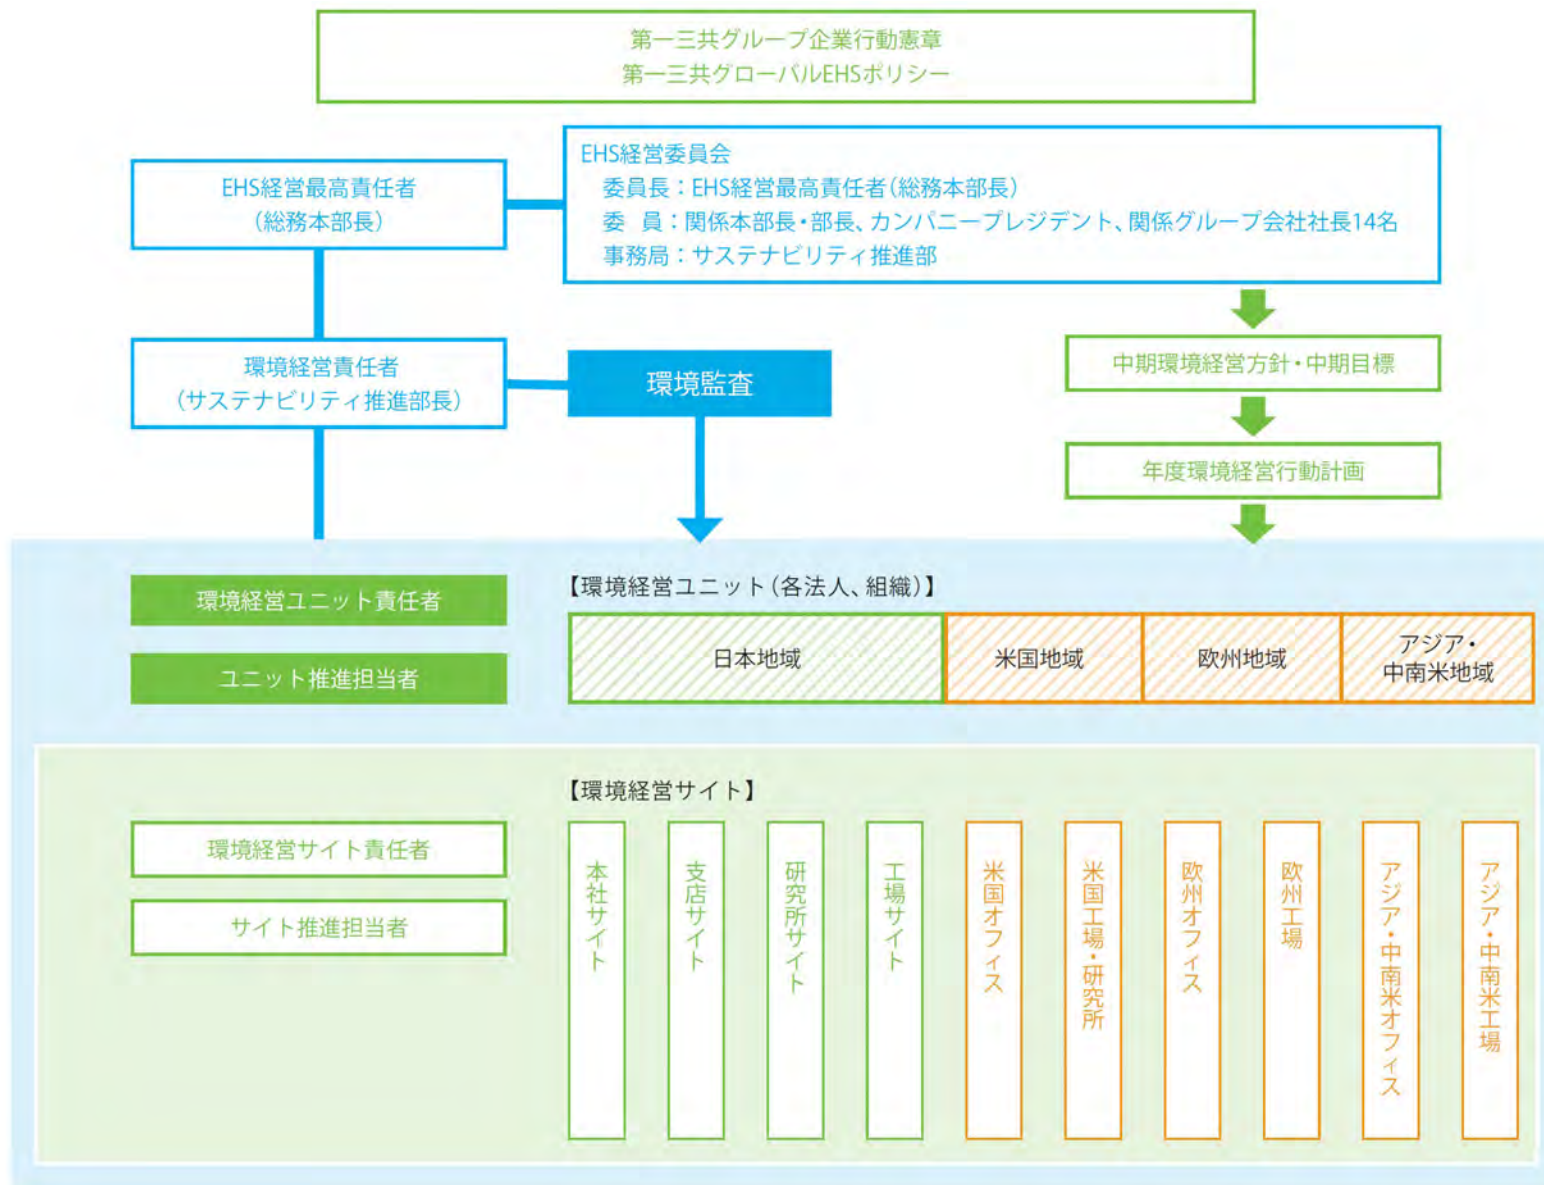 第一三共グループ企業行動憲章
第一三共グローバルEHSポリシー
EHS経営最高責任者
（総務本部長）
EHS経営委員会
委員長：EHS経営最高責任者（総務本部長）
委　員：関係本部長・部長、カンパニープレジデント、関係グループ会社社長14名
事務局：サステナビリティ推進部
環境経営責任者
（サステナビリティ推進部長）
環境監査
中期環境経営方針・中期目標
年度環境経営行動計画
環境経営ユニット責任者
ユニット推進担当者
【環境経営ユニット（各法人、組織）】
日本地域
米国地域
欧州地域
アジア・
中南米地域
環境経営サイト責任者
サイト推進担当者
【環境経営サイト】
本社サイト
支店サイト
研究所サイト
工場サイト
米国オフィス
米国工場・研究所
欧州オフィス
欧州工場
アジア・中南米オフィス
アジア・中南米工場